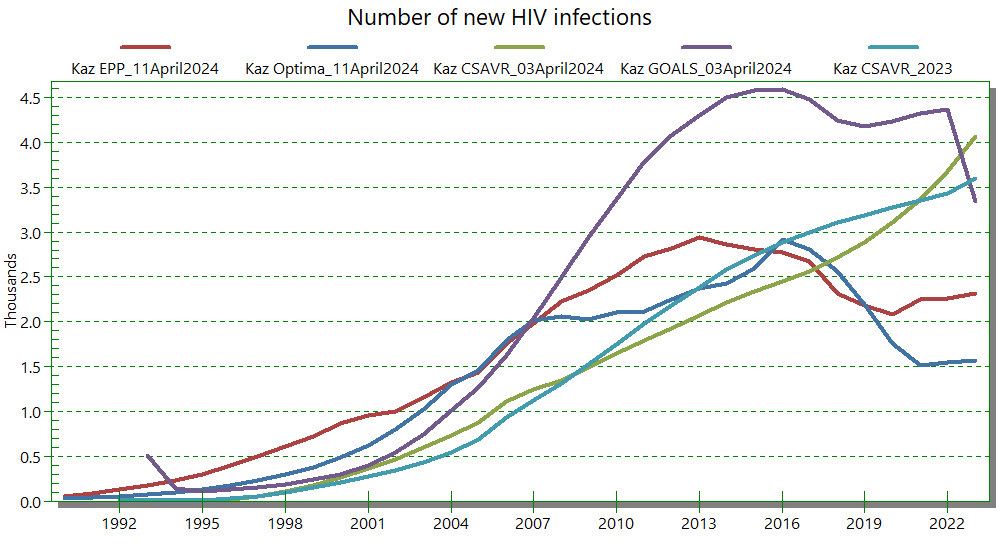 Number of new HIV infections
Kaz EPP_11April2024 Kaz Optima_11April2024 Kaz CSAVR_03April2024 Kaz GOALS_03April2024 Kaz CSAVR_2023
Thousands
4.5
4.0
3.5
3.0
2.5
2.0
1.5
1.0
0.5
0.0
1992 1995 1998 2001 2004 2007 2010 2013 2016 2019 2022